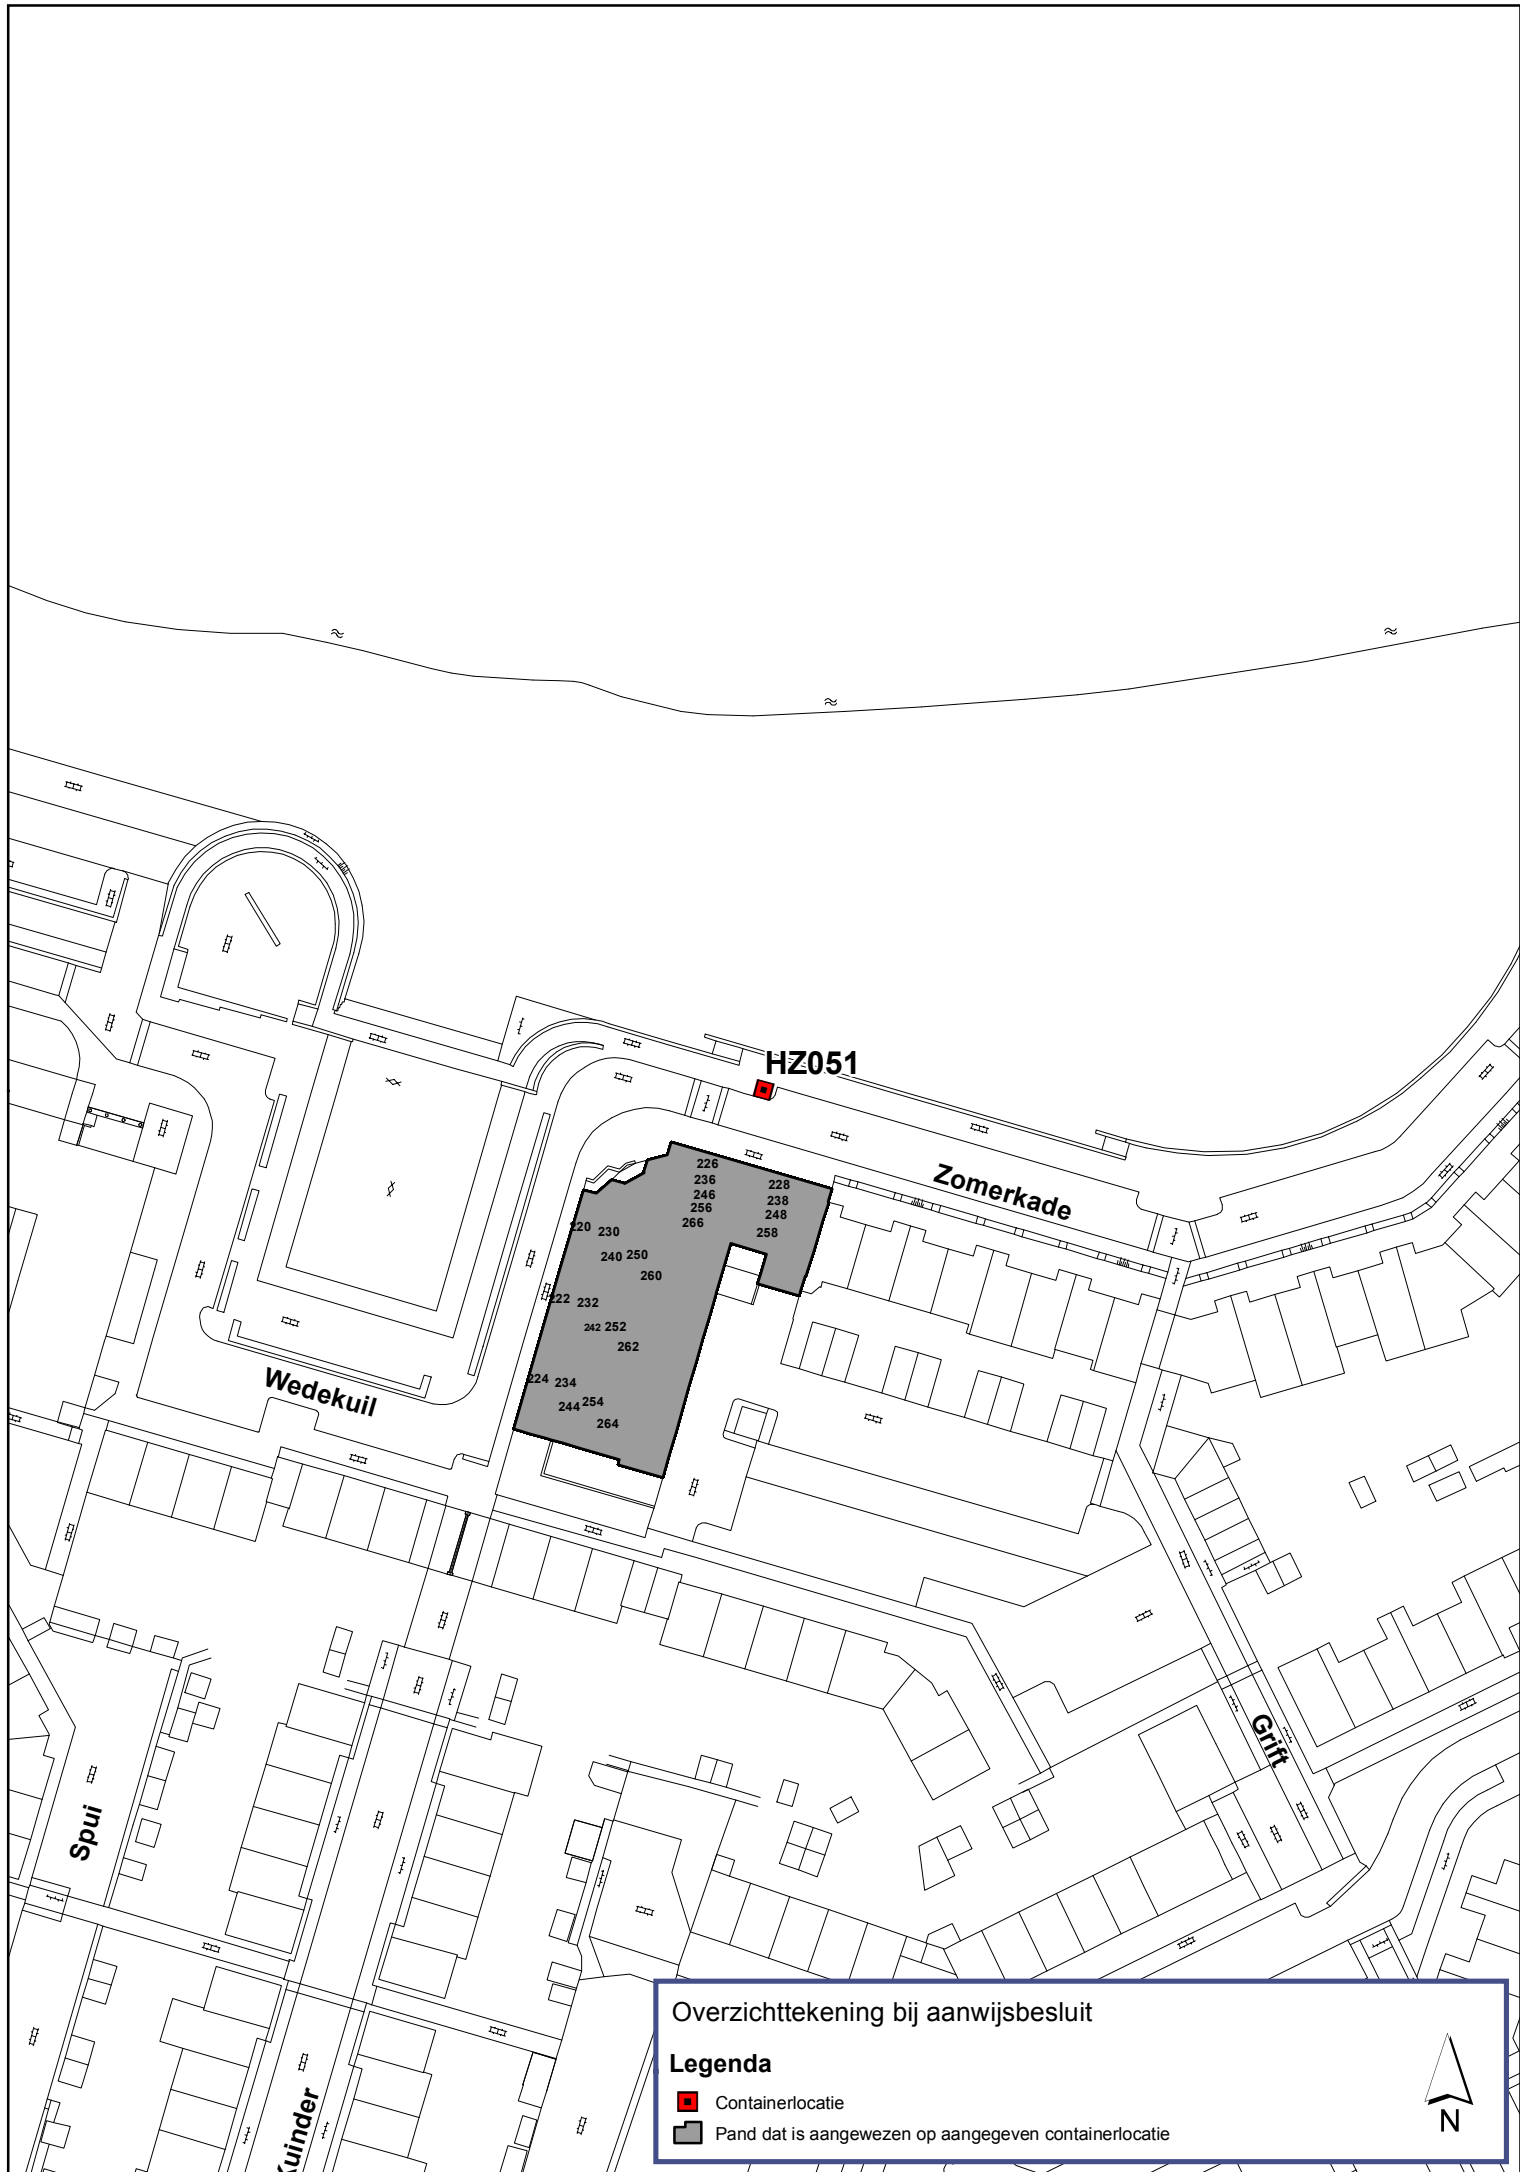 HZ051
Zomerkade
226
236
246
256
266
228
238
248
258
220
230
240
250
260
222
232
242
252
262
224
234
244
254
264
Wedekuil
Grift
Spui
Kuinder
Overzichttekening bij aanwijsbesluit
Legenda
Containerlocatie
Pand dat is aangewezen op aangegeven containerlocatie
N